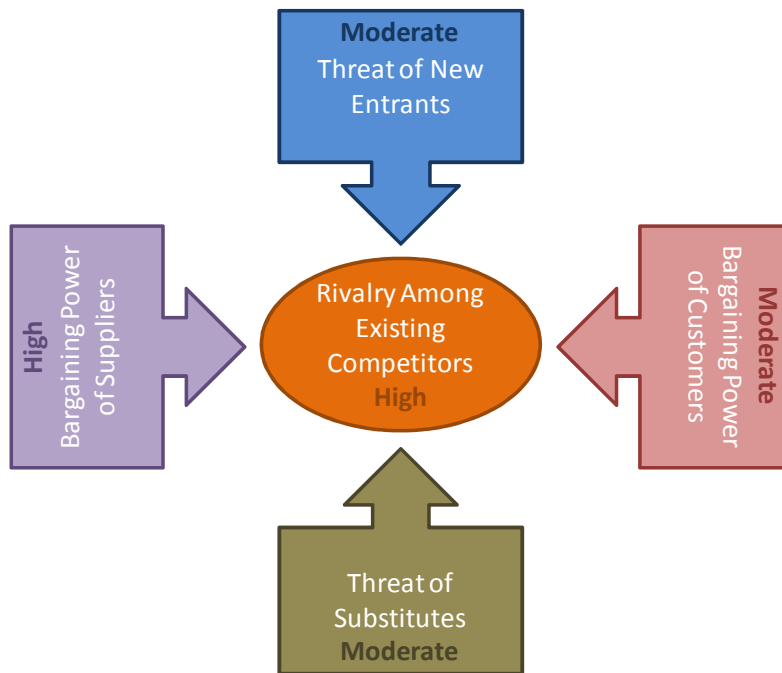 Moderate
Threat of New
Entrants
High
Bargaining Power
of Suppliers
Rivalry Among
Existing
Competitors
High
Moderate
Bargaining Power
of Customers
Threat of
Substitutes
Moderate